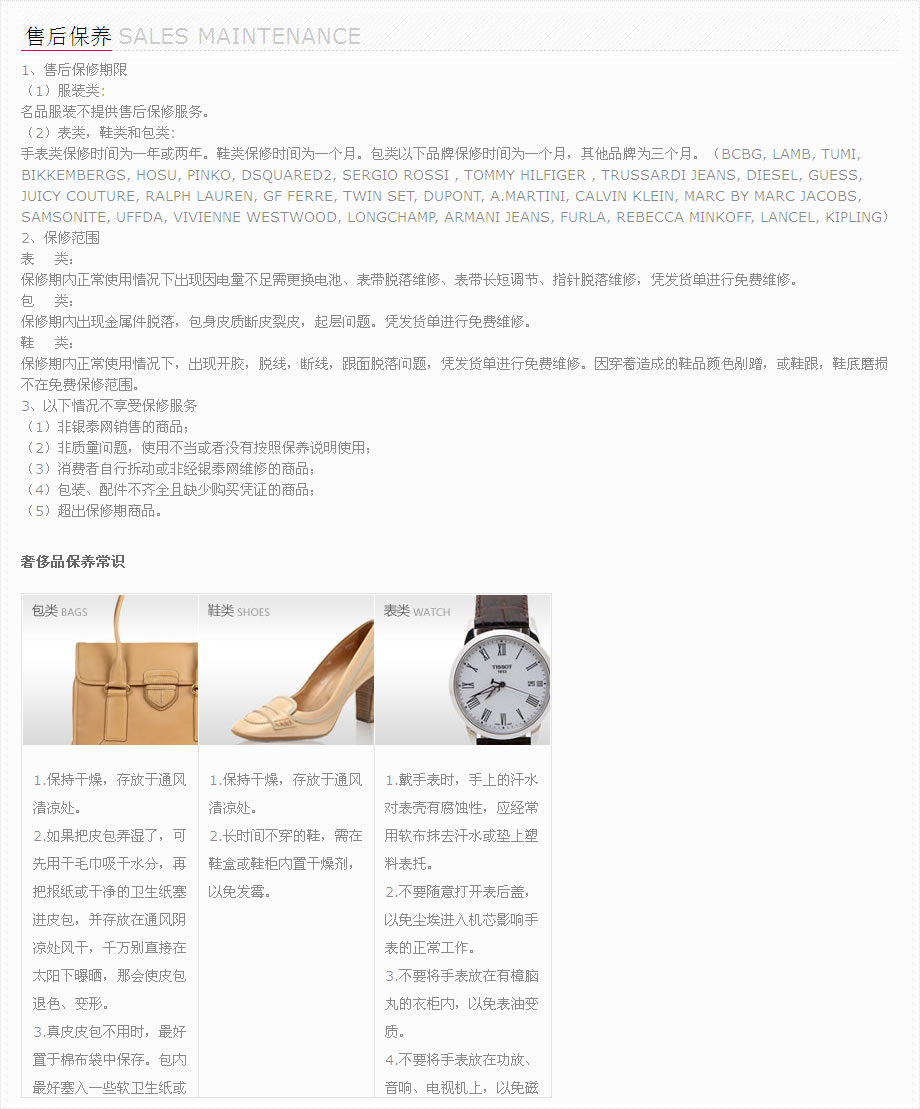 售后保养 SALES MAINTENANCE
1、售后保修期限
（1）服装类:
名品服装不提供售后保修服务。
（2）表类，鞋类和包类:
手表类保修时间为一年或两年。鞋类保修时间为一个月。包类以下品牌保修时间为一个月，其他品牌为三个月。（BCBG, LAMB, TUMI,
BIKKEMBERGS, HOSU, PINKO, DSQUARED2, SERGIO ROSSI , TOMMY HILFIGER , TRUSSARDI JEANS, DIESEL, GUESS,
JUICY COUTURE, RALPH LAUREN, GF FERRE, TWIN SET, DUPONT, A.MARTINI, CALVIN KLEIN, MARC BY MARC JACOBS,
SAMSONITE, UFFDA, VIVIENNE WESTWOOD, LONGCHAMP, ARMANI JEANS, FURLA, REBECCA MINKOFF, LANCEL, KIPLING）
2、保修范围
表　类:
保修期内正常使用情况下出现因电量不足需更换电池、表带脱落维修、表带长短调节、指针脱落维修，凭发货单进行免费维修。
包　类:
保修期内出现金属件脱落，包身皮质断皮裂皮，起层问题。凭发货单进行免费维修。
鞋　类:
保修期内正常使用情况下，出现开胶，脱线，断线，跟面脱落问题，凭发货单进行免费维修。因穿着造成的鞋品颜色剐蹭，或鞋跟，鞋底磨损
不在免费保修范围。
3、以下情况不享受保修服务
（1）非银泰网销售的商品;
（2）非质量问题，使用不当或者没有按照保养说明使用;
（3）消费者自行拆动或非经银泰网维修的商品;
（4）包装、配件不齐全且缺少购买凭证的商品;
（5）超出保修期商品。
奢侈品保养常识
包类 BAGS
1.保持干燥，存放于通风
清凉处。
2.如果把皮包弄湿了，可
先用干毛巾吸干水分，再
把报纸或干净的卫生纸塞
进皮包，并存放在通风阴
凉处风干，千万别直接在
太阳下曝晒，那会使皮包
退色、变形。
3.真皮皮包不用时，最好
置于棉布袋中保存。包内
最好塞入一些软卫生纸或
鞋类 SHOES
1.保持干燥，存放于通风
清凉处。
2.长时间不穿的鞋，需在
鞋盒或鞋柜内置干燥剂，
以免发霉。
表类 WATCH
TISSOT
1853
1.戴手表时，手上的汗水
对表壳有腐蚀性，应经常
用软布抹去汗水或垫上塑
料表托。
2.不要随意打开表后盖，
以免尘埃进入机芯影响手
表的正常工作。
3.不要将手表放在有樟脑
丸的衣柜内，以免表油变
质。
4.不要将手表放在功放、
音响、电视机上，以免磁